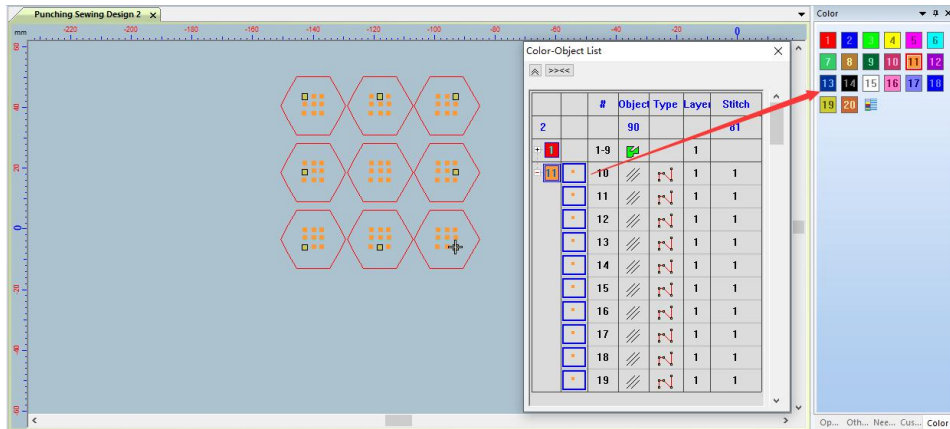 Punching Sewing Design 2 x
Color
mm -220 -200 -180 -160 -140 -120 -100 -80 -60 -40 -20 0
Color-Object List
>><<
# Object Type Layer Stitch
2 90 81
1 1-9 1
11 10 1 1
11 1 1
12 1 1
13 1 1
14 1 1
15 1 1
16 1 1
17 1 1
18 1 1
19 1 1
1 2 3 4 5 6
7 8 9 10 11 12
13 14 15 16 17 18
19 20
Op... Oth... Nee... Cus... Color